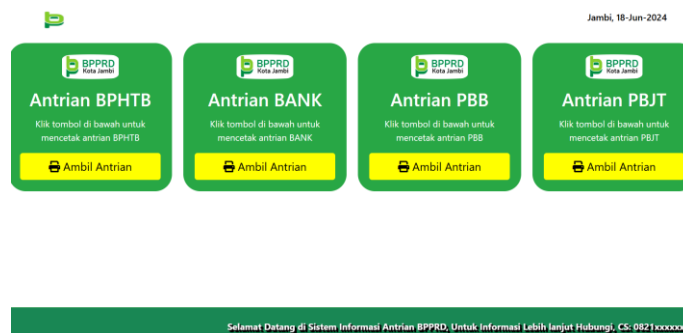 Jambi, 18-Jun-2024
BPPRD
Kota Jambi
Antrian BPHTB
Klik tombol di bawah untuk
mencetak antrian BPHTB
Ambil Antrian
BPPRD
Kota Jambi
Antrian BANK
Klik tombol di bawah untuk
mencetak antrian BANK
Ambil Antrian
BPPRD
Kota Jambi
Antrian PBB
Klik tombol di bawah untuk
mencetak antrian PBB
Ambil Antrian
BPPRD
Kota Jambi
Antrian PBJT
Klik tombol di bawah untuk
mencetak antrian PBJT
Ambil Antrian
Selamat Datang di Sistem Informasi Antrian BPPRD, Untuk Informasi Lebih lanjut Hubungi, CS: 0821xxxxxx